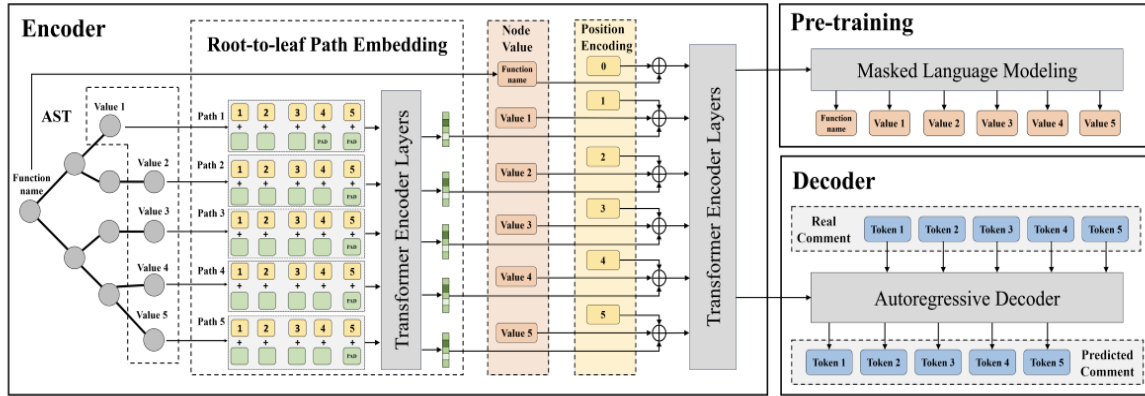 Encoder
Root-to-leaf Path Embedding
Node
Value
Position
Encoding
AST
Function
name
Value 1
Value 2
Value 3
Value 4
Value 5
Path 1
1 2 3 4 5
+ + + + +
PAD PAD
Path 2
1 2 3 4 5
+ + + + +
PAD
Path 3
1 2 3 4 5
+ + + + +
PAD
Path 4
1 2 3 4 5
+ + + + +
PAD
Path 5
1 2 3 4 5
+ + + + +
PAD
Transformer Encoder Layers
Function
name
Value 1
Value 2
Value 3
Value 4
Value 5
0
1
2
3
4
5
Transformer Encoder Layers
Pre-training
Masked Language Modeling
Function
name
Value 1 Value 2 Value 3 Value 4 Value 5
Decoder
Real
Comment
Token 1 Token 2 Token 3 Token 4 Token 5
Autoregressive Decoder
Token 1 Token 2 Token 3 Token 4 Token 5
Predicted
Comment